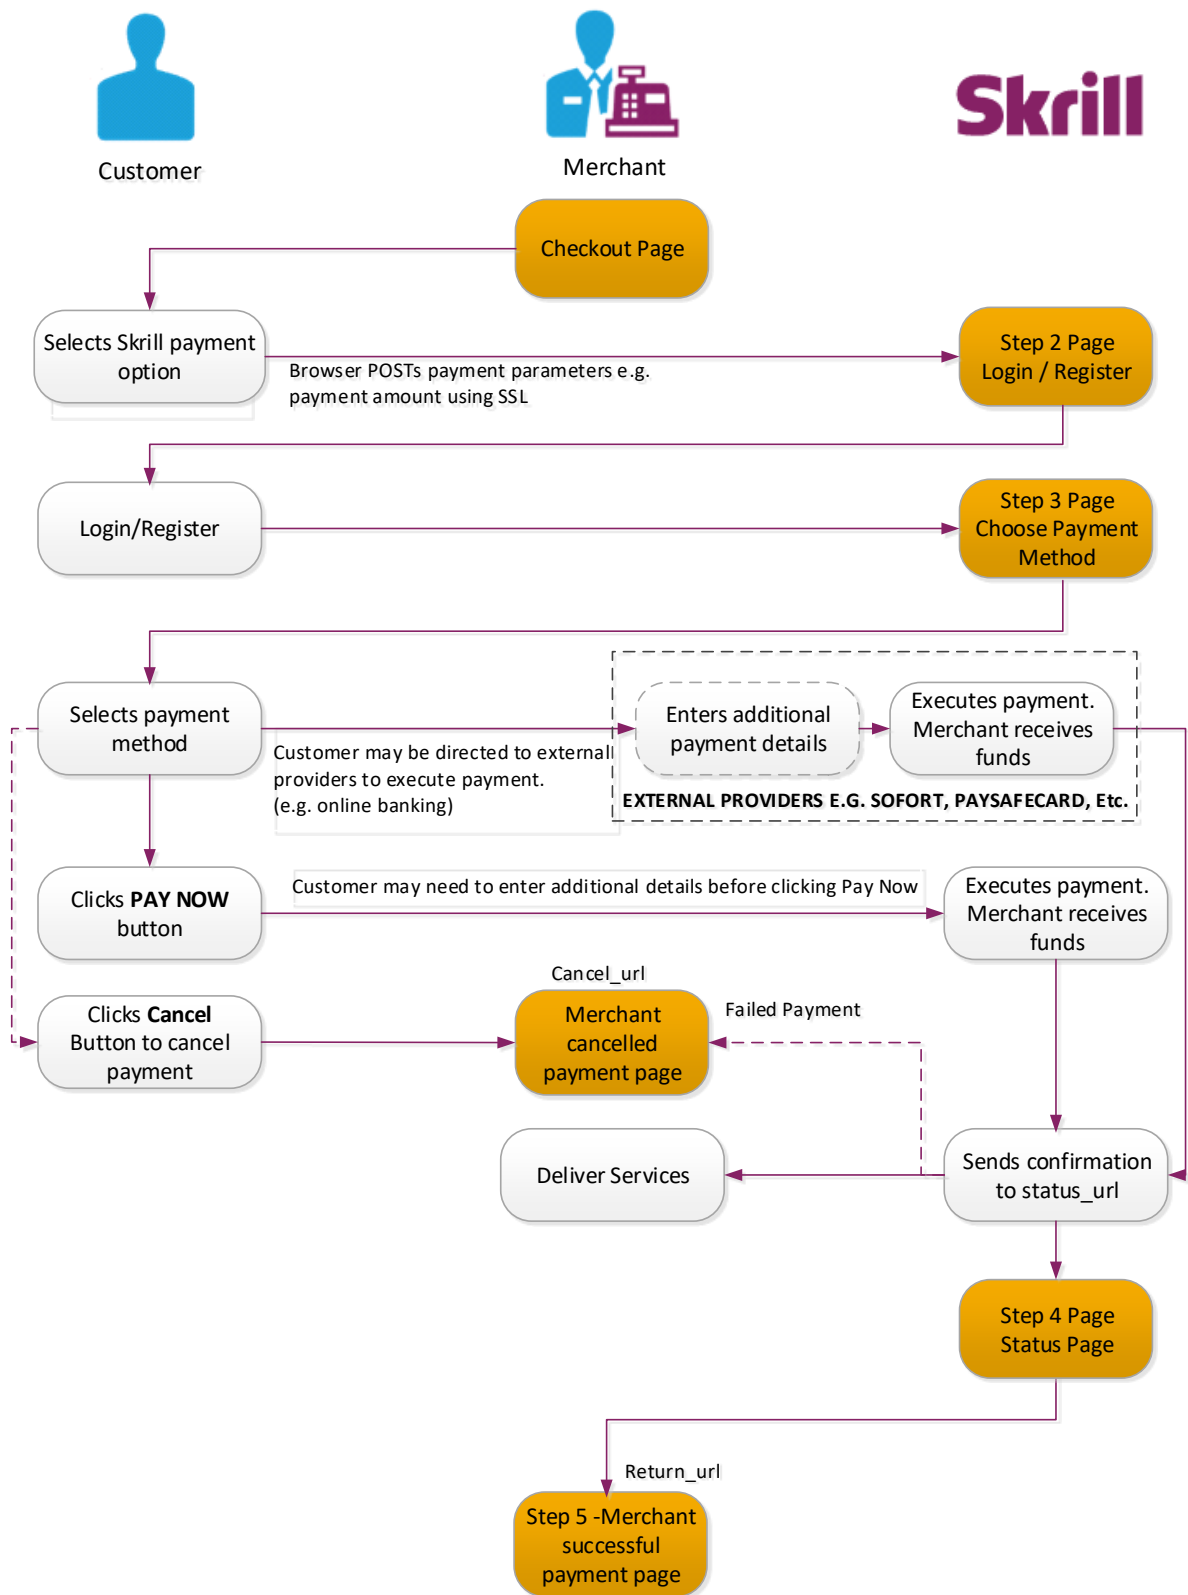 Skrill
Customer
Merchant
Checkout Page
Selects Skrill payment
option
Browser POSTs payment parameters e.g.
payment amount using SSL
Step 2 Page
Login / Register
Login/Register
Step 3 Page
Choose Payment
Method
Selects payment
method
Customer may be directed to external
providers to execute payment.
(e.g. online banking)
Enters additional
payment details
Executes payment.
Merchant receives
funds
EXTERNAL PROVIDERS E.G. SOFORT, PAYSAFECARD, Etc.
Clicks PAY NOW
button
Customer may need to enter additional details before clicking Pay Now
Executes payment.
Merchant receives
funds
Cancel_url
Clicks Cancel
Button to cancel
payment
Merchant
cancelled
payment page
Failed Payment
Deliver Services
Sends confirmation
to status_url
Step 4 Page
Status Page
Return_url
Step 5 -Merchant
successful
payment page